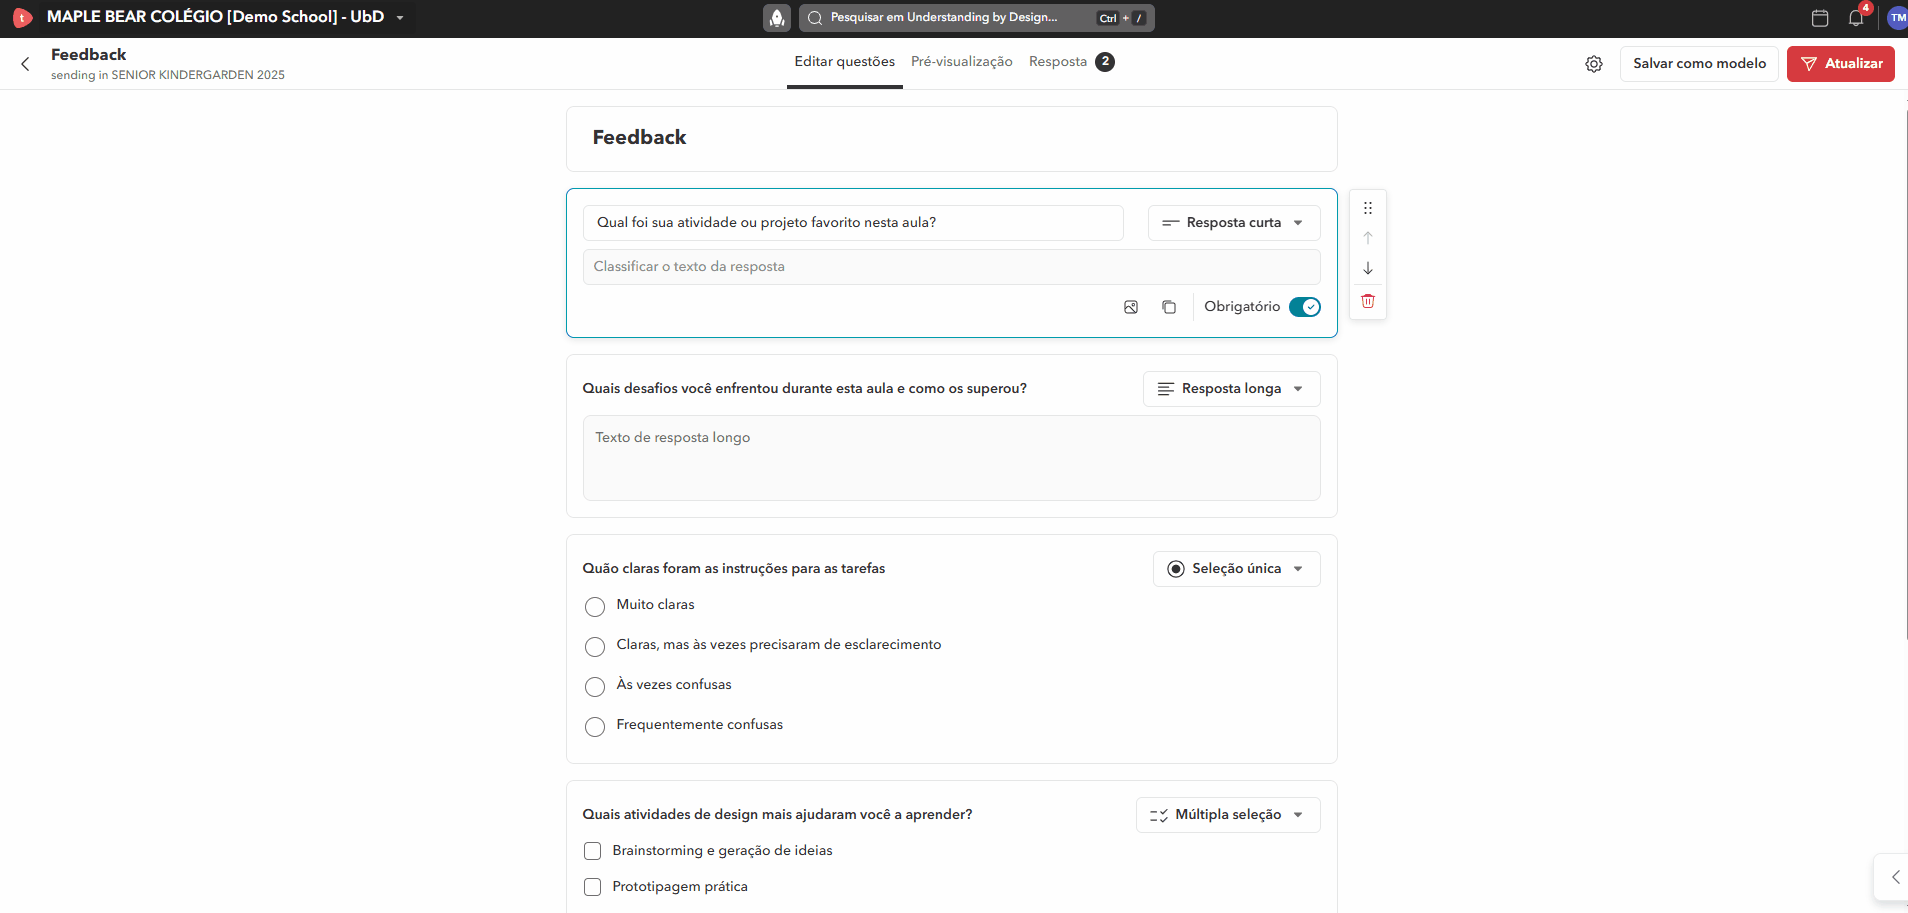 t MAPLE BEAR COLÉGIO [Demo School] - UbD
Pesquisar em Understanding by Design... Ctrl + /
4
TM
Feedback
sending in SENIOR KINDERGARDEN 2025
Editar questões Pré-visualização Resposta 2
Salvar como modelo
Atualizar
Feedback
Qual foi sua atividade ou projeto favorito nesta aula?
Resposta curta
Classificar o texto da resposta
Obrigatório
Quais desafios você enfrentou durante esta aula e como os superou?
Resposta longa
Texto de resposta longo
Quão claras foram as instruções para as tarefas
Seleção única
Muito claras
Claras, mas às vezes precisaram de esclarecimento
Às vezes confusas
Frequentemente confusas
Quais atividades de design mais ajudaram você a aprender?
Múltipla seleção
Brainstorming e geração de ideias
Prototipagem prática